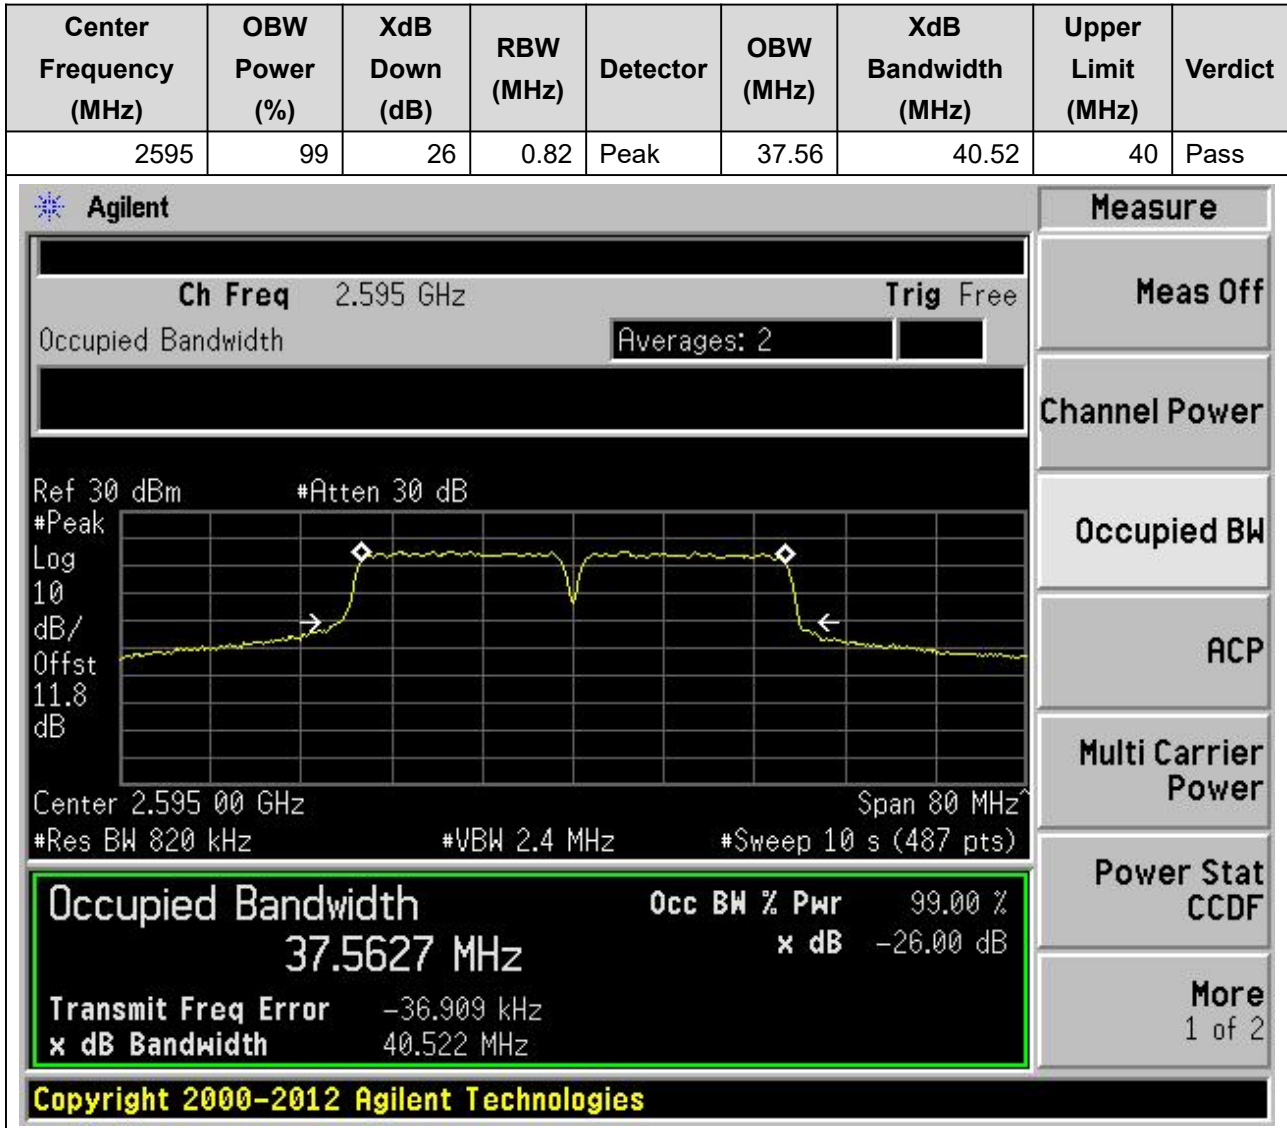 Center Frequency (MHz) OBW Power (%) XdB Down (dB) RBW (MHz) Detector OBW (MHz) XdB Bandwidth (MHz) Upper Limit (MHz) Verdict
2595 99 26 0.82 Peak 37.56 40.52 40 Pass
Agilent
Measure
Ch Freq 2.595 GHz Trig Free
Meas Off
Occupied Bandwidth Averages: 2
Channel Power
Ref 30 dBm #Atten 30 dB
#Peak
Log
10
dB/
Offst
11.8
dB
Occupied BW
ACP
Multi Carrier
Power
Center 2.595 00 GHz Span 80 MHz^
#Res BW 820 kHz #VBW 2.4 MHz #Sweep 10 s (487 pts)
Power Stat
CCDF
Occupied Bandwidth Occ BW % Pwr 99.00 %
37.5627 MHz x dB -26.00 dB
Transmit Freq Error -36.909 kHz
x dB Bandwidth 40.522 MHz
More
1 of 2
Copyright 2000-2012 Agilent Technologies